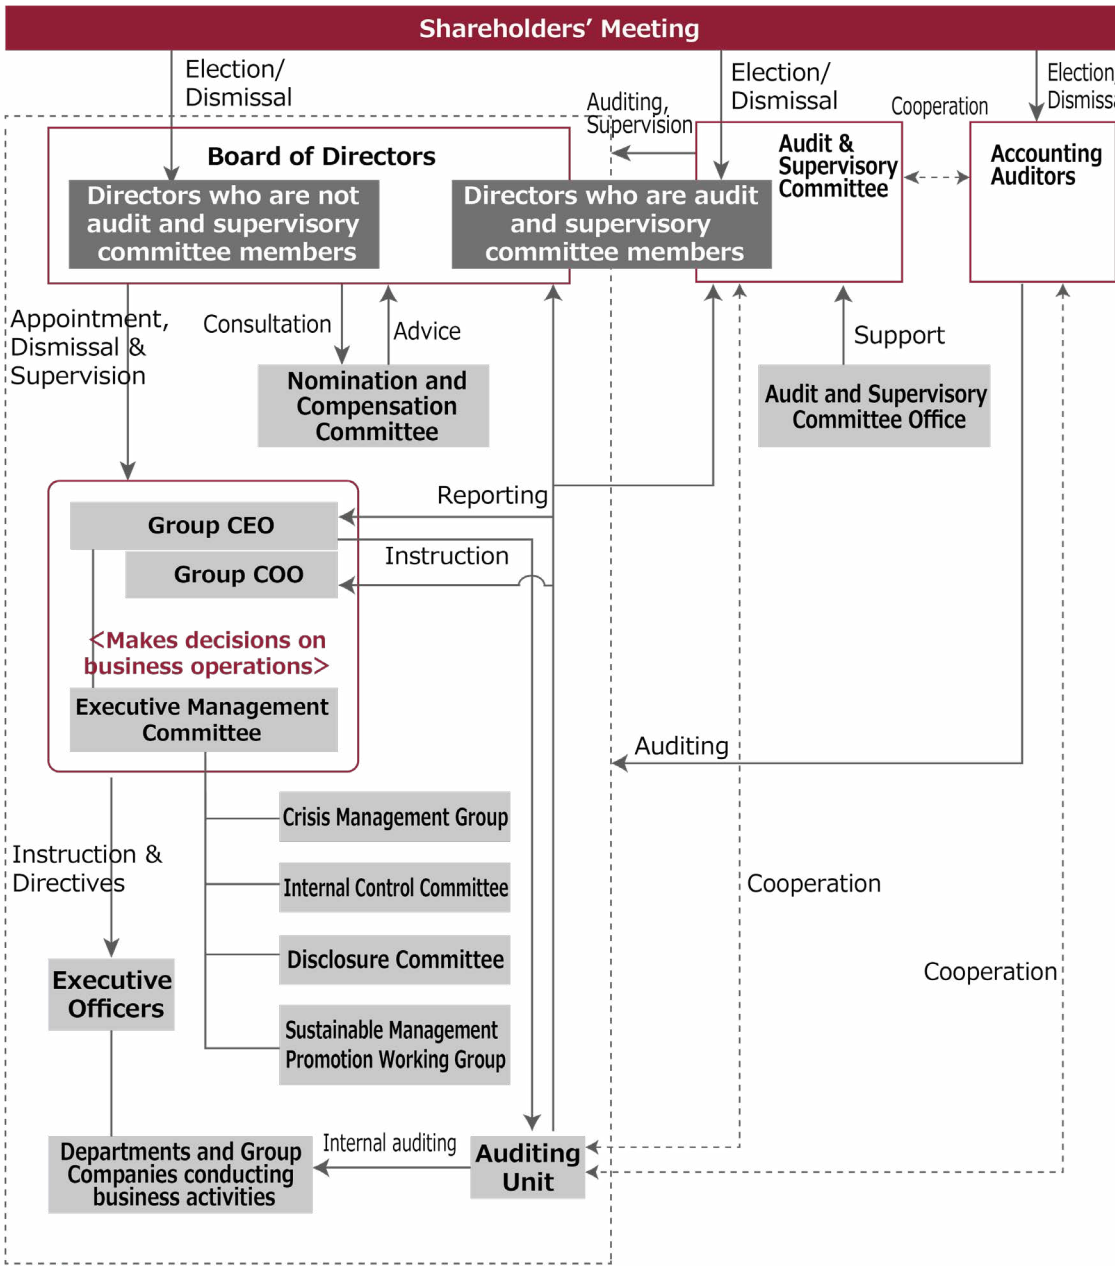 Shareholders’ Meeting
Election/
Dismissal
Election/
Dismissal
Election/
Dismissa
Auditing,
Supervision
Cooperation
Board of Directors
Audit &
Supervisory
Committee
Accounting
Auditors
Directors who are not
audit and supervisory
committee members
Directors who are audit
and supervisory
committee members
Appointment,
Dismissal &
Supervision
Consultation
Advice
Support
Nomination and
Compensation
Committee
Audit and Supervisory
Committee Office
Reporting
Group CEO
Instruction
Group COO
<Makes decisions on
business operations>
Executive Management
Committee
Auditing
Crisis Management Group
Instruction &
Directives
Internal Control Committee
Cooperation
Disclosure Committee
Cooperation
Executive
Officers
Sustainable Management
Promotion Working Group
Departments and Group
Companies conducting
business activities
Internal auditing
Auditing
Unit